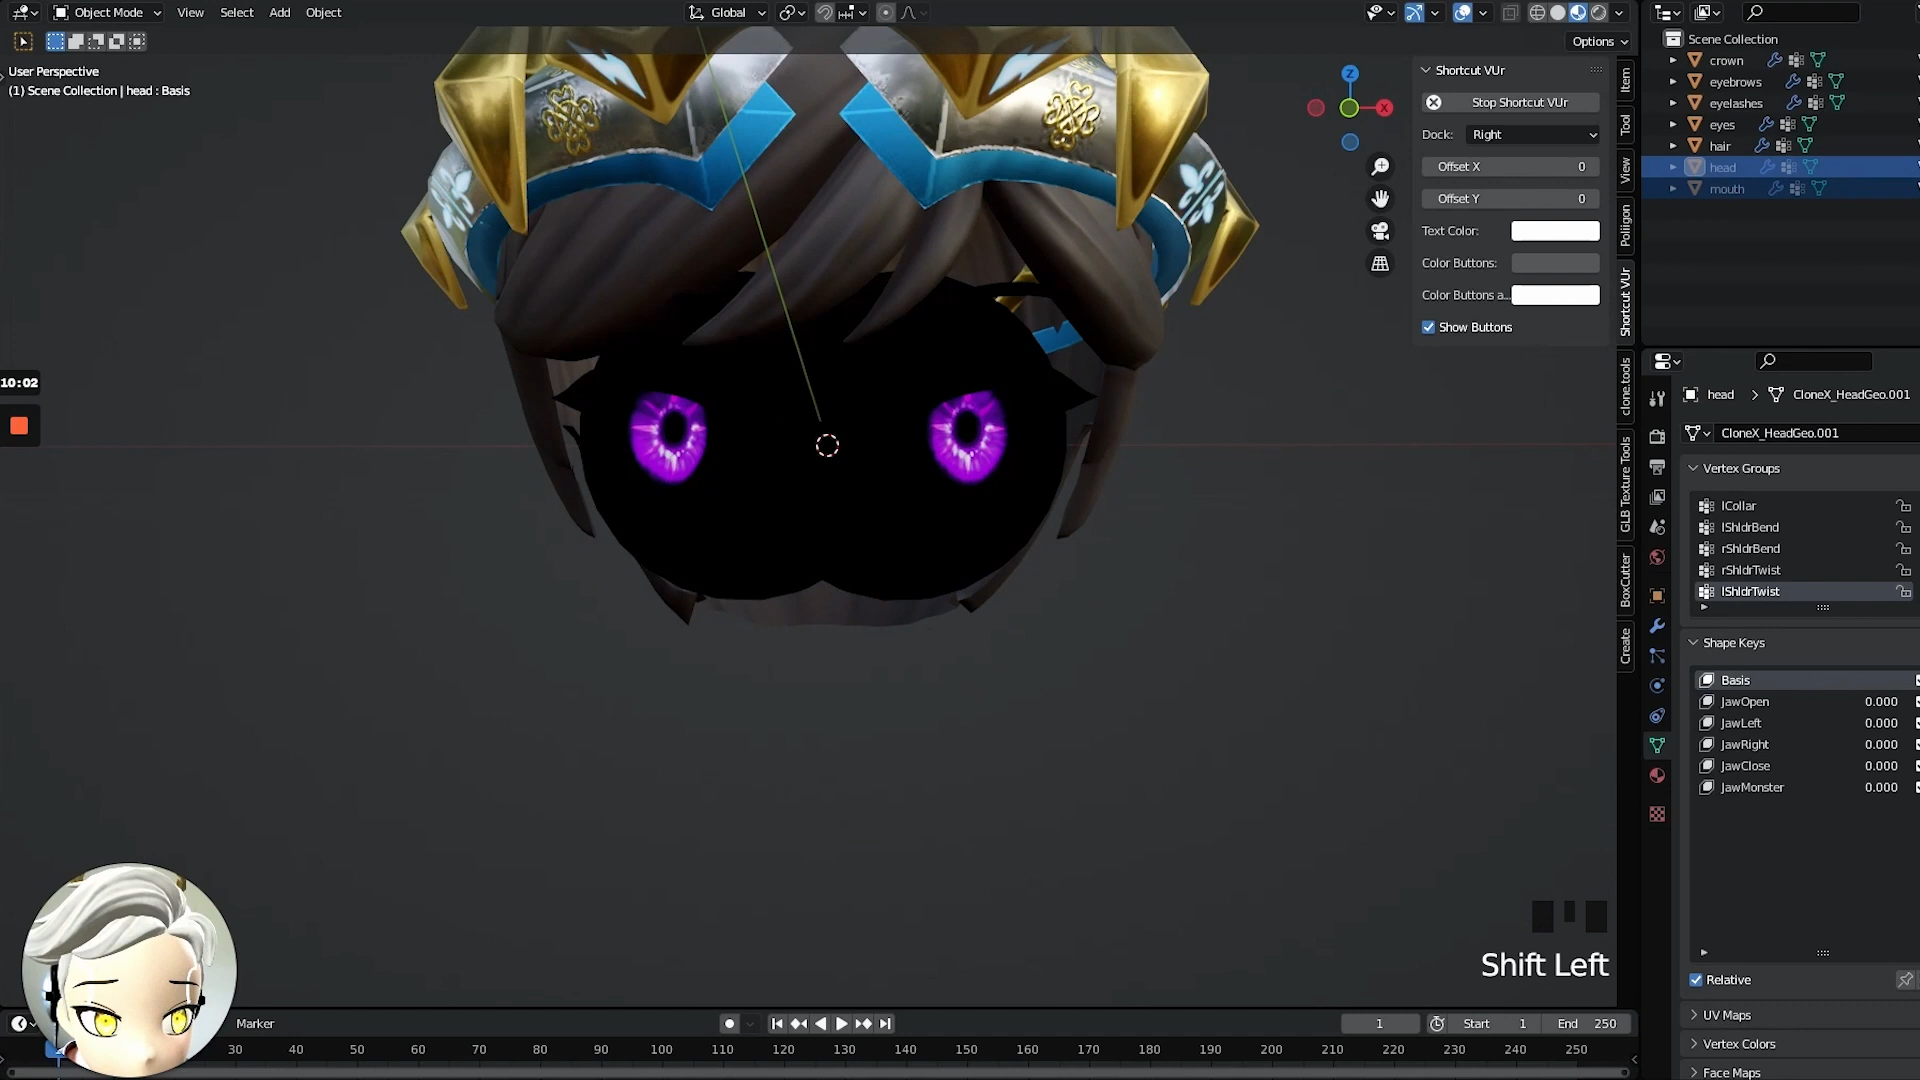 Object Mode View Select Add Object Global
Options
User Perspective
(1) Scene Collection | head : Basis
10:02
Shortcut VUr
Stop Shortcut VUr
Dock: Right
Offset X 0
Offset Y 0
Text Color:
Color Buttons:
Color Buttons a...
Show Buttons
Z
X
Item
Tool
View
Poliigon
Shortcut VUr
clone.tools
GLB Texture Tools
BoxCutter
Create
Scene Collection
crown
eyebrows
eyelashes
eyes
hair
head
mouth
head > CloneX_HeadGeo.001
CloneX_HeadGeo.001
Vertex Groups
lCollar
lShldrBend
rShldrBend
rShldrTwist
lShldrTwist
Shape Keys
Basis
JawOpen 0.000
JawLeft 0.000
JawRight 0.000
JawClose 0.000
JawMonster 0.000
Relative
UV Maps
Vertex Colors
Face Maps
Shift Left
Marker 1 Start 1 End 250
30 40 50 60 70 80 90 100 110 120 130 140 150 160 170 180 190 200 210 220 230 240 250